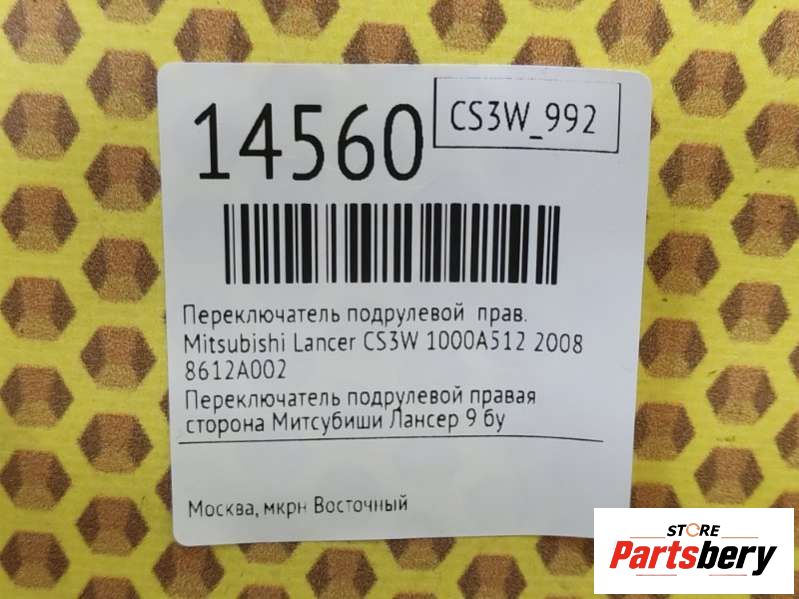 14560
CS3W_992
Переключатель подрулевой прав.
Mitsubishi Lancer CS3W 1000A512 2008
8612A002
Переключатель подрулевой правая
сторона Митсубиши Лансер 9 бу
Москва, мкрн Восточный
STORE
Partsbery